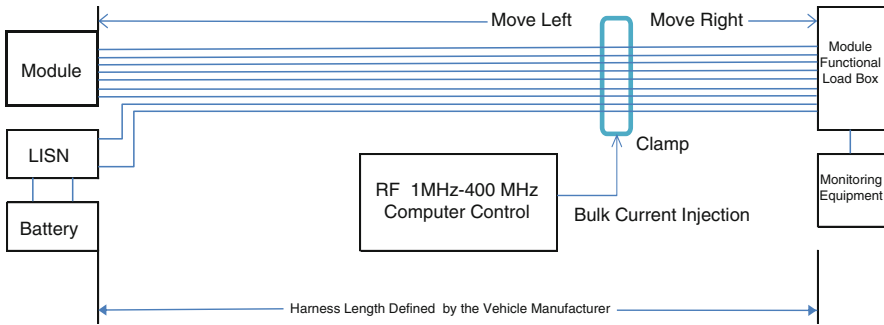 Move Left
Move Right
Module
Module
Functional
Load Box
LISN
Clamp
RF 1MHz-400 MHz
Computer Control
Monitoring
Equipment
Battery
Bulk Current Injection
Harness Length Defined by the Vehicle Manufacturer